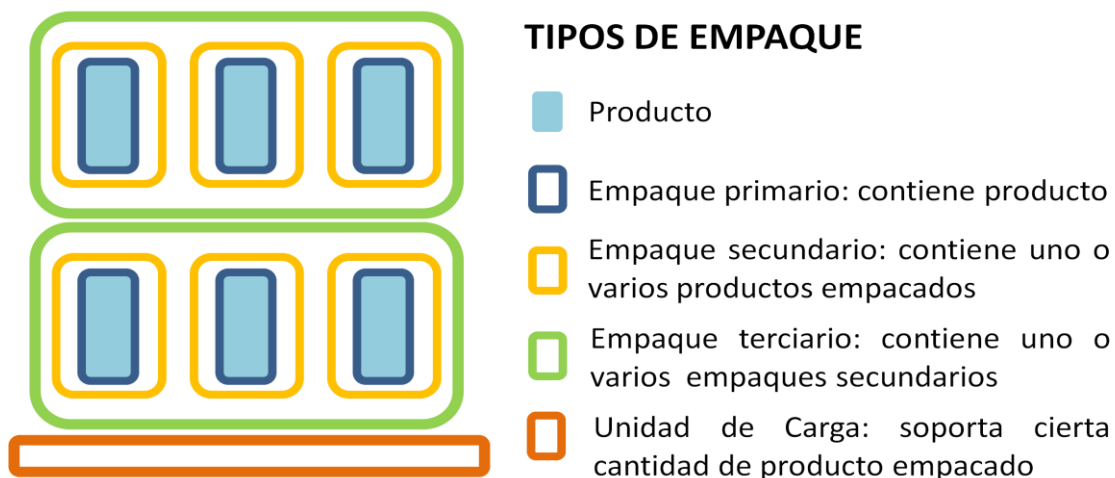 TIPOS DE EMPAQUE
Producto
Empaque primario: contiene producto
Empaque secundario: contiene uno o
varios productos empacados
Empaque terciario: contiene uno o
varios empaques secundarios
Unidad de Carga: soporta cierta
cantidad de producto empacado